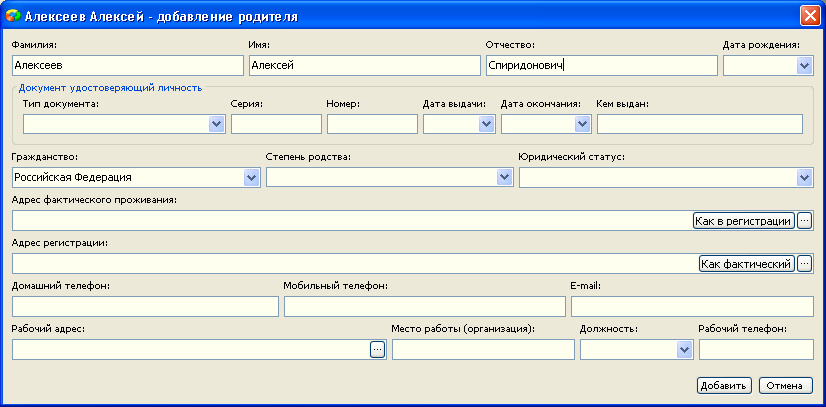 Алексеев Алексей - добавление родителя
Фамилия: Имя: Отчество: Дата рождения:
Алексеев Алексей Спиридонович
Документ удостоверяющий личность
Тип документа: Серия: Номер: Дата выдачи: Дата окончания: Кем выдан:
Гражданство: Степень родства: Юридический статус:
Российская Федерация
Адрес фактического проживания:
Как в регистрации ...
Адрес регистрации:
Как фактический ...
Домашний телефон: Мобильный телефон: E-mail:
Рабочий адрес: Место работы (организация): Должность: Рабочий телефон:
...
Добавить Отмена